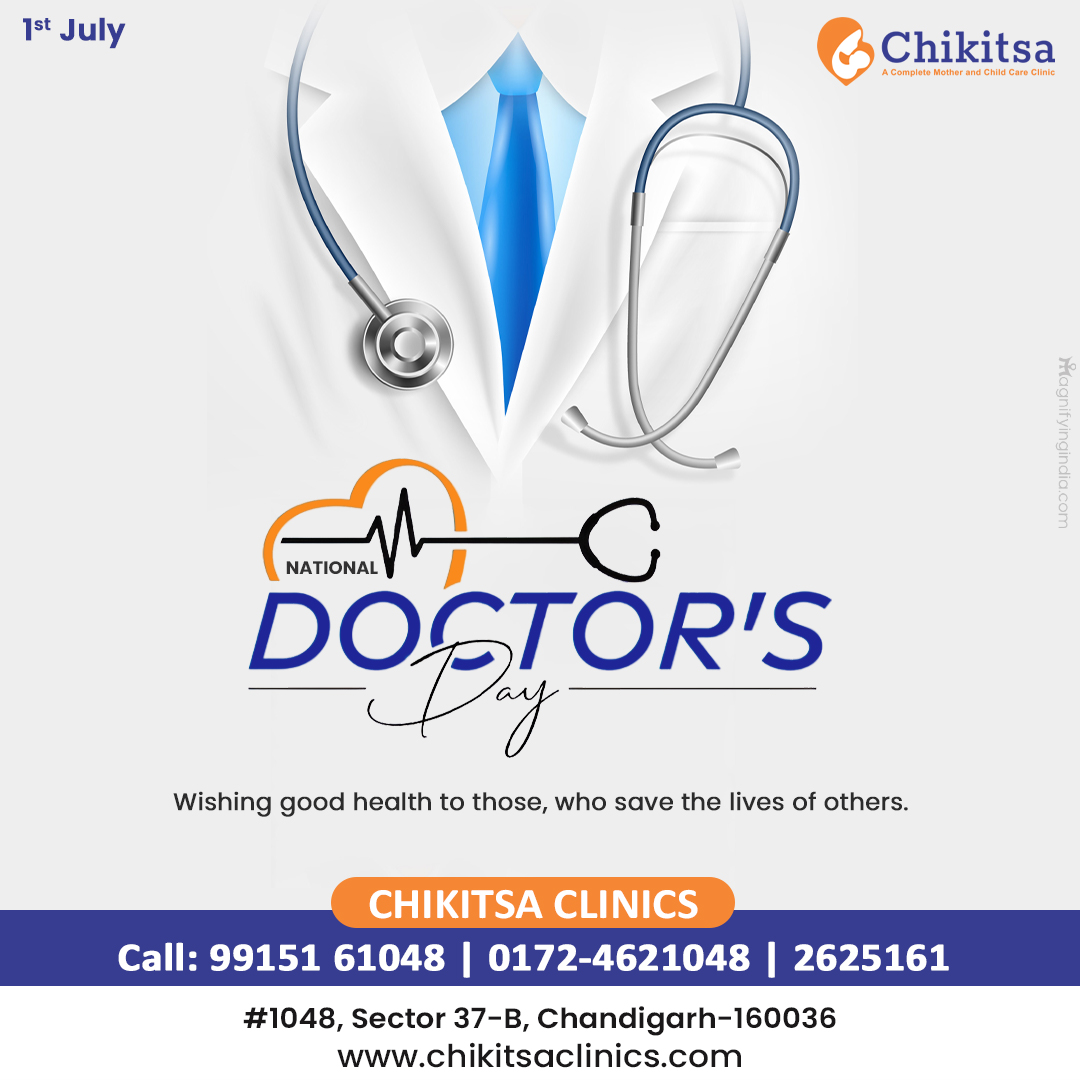 1st July
Chikitsa
A Complete Mother and Child Care Clinic
Magnifyingindia.com
NATIONAL
DOCTOR'S
Day
Wishing good health to those, who save the lives of others.
CHIKITSA CLINICS
Call: 99151 61048 | 0172-4621048 | 2625161
#1048, Sector 37-B, Chandigarh-160036
www.chikitsaclinics.com